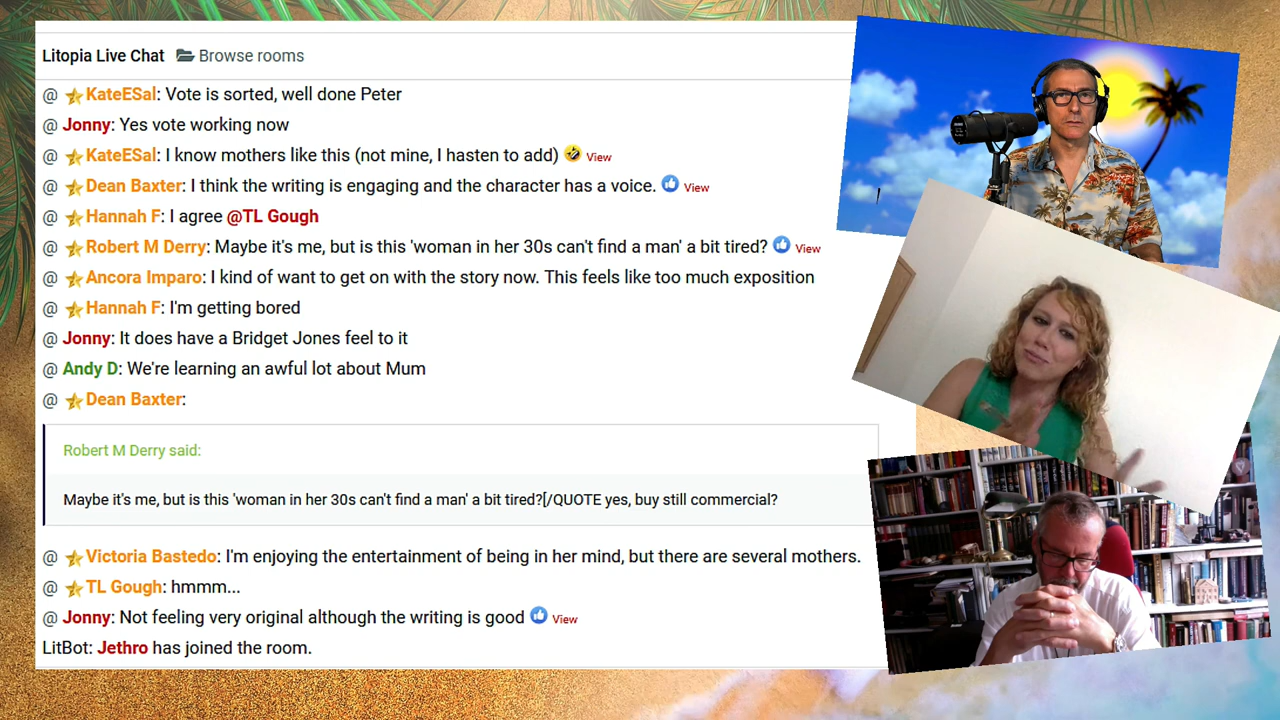 Litopia Live Chat Browse rooms
@ KateESal: Vote is sorted, well done Peter
@ Jonny: Yes vote working now
@ KateESal: I know mothers like this (not mine, I hasten to add) View
@ Dean Baxter: I think the writing is engaging and the character has a voice. View
@ Hannah F: I agree @TL Gough
@ Robert M Derry: Maybe it's me, but is this 'woman in her 30s can't find a man' a bit tired? View
@ Ancora Imparo: I kind of want to get on with the story now. This feels like too much exposition
@ Hannah F: I'm getting bored
@ Jonny: It does have a Bridget Jones feel to it
@ Andy D: We're learning an awful lot about Mum
@ Dean Baxter:
Robert M Derry said:
Maybe it's me, but is this 'woman in her 30s can't find a man' a bit tired?[/QUOTE yes, buy still commercial?
@ Victoria Bastedo: I'm enjoying the entertainment of being in her mind, but there are several mothers.
@ TL Gough: hmmm...
@ Jonny: Not feeling very original although the writing is good View
LitBot: Jethro has joined the room.